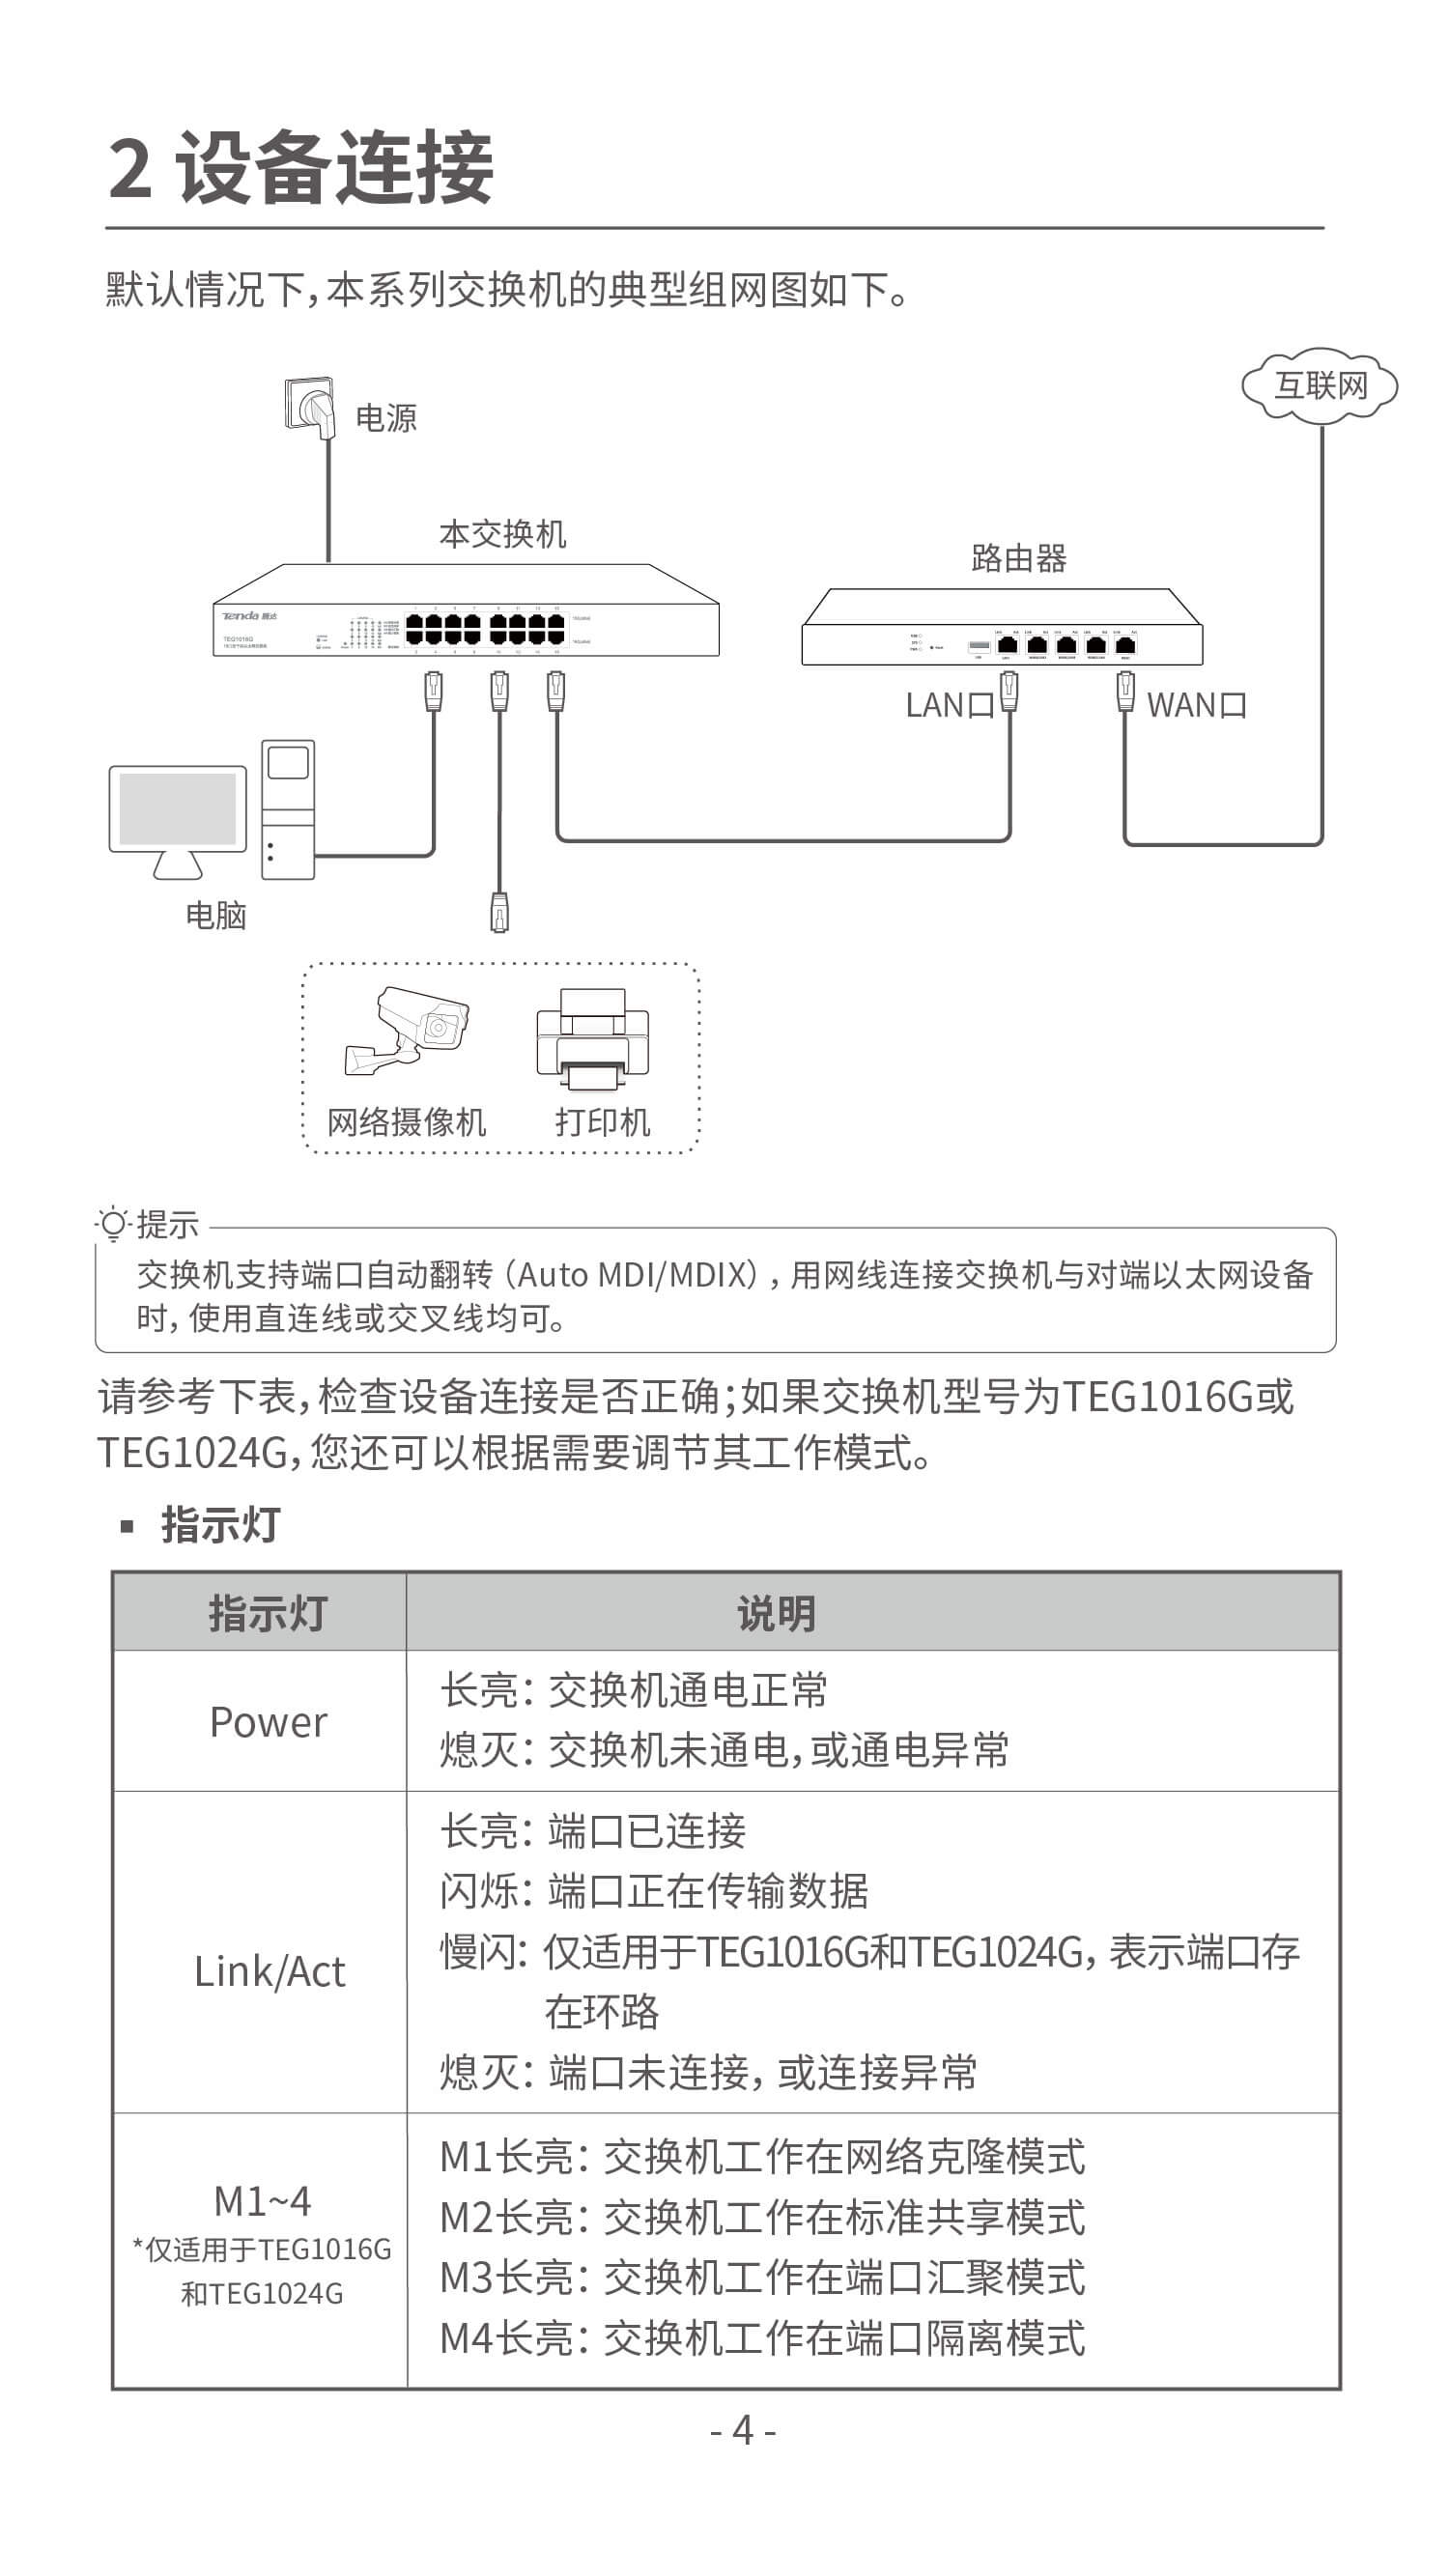 2 设备连接
默认情况下，本系列交换机的典型组网图如下。
互联网
电源
本交换机
路由器
Tenda 腾达
TEG1016G
LAN口
WAN口
电脑
网络摄像机
打印机
提示
交换机支持端口自动翻转（Auto MDI/MDIX），用网线连接交换机与对端以太网设备
时，使用直连线或交叉线均可。
请参考下表，检查设备连接是否正确；如果交换机型号为TEG1016G或
TEG1024G，您还可以根据需要调节其工作模式。
▪ 指示灯
指示灯
说明
Power
长亮：交换机通电正常
熄灭：交换机未通电，或通电异常
Link/Act
长亮：端口已连接
闪烁：端口正在传输数据
慢闪：仅适用于TEG1016G和TEG1024G，表示端口存
在环路
熄灭：端口未连接，或连接异常
M1~4
*仅适用于TEG1016G
和TEG1024G
M1长亮：交换机工作在网络克隆模式
M2长亮：交换机工作在标准共享模式
M3长亮：交换机工作在端口汇聚模式
M4长亮：交换机工作在端口隔离模式
- 4 -